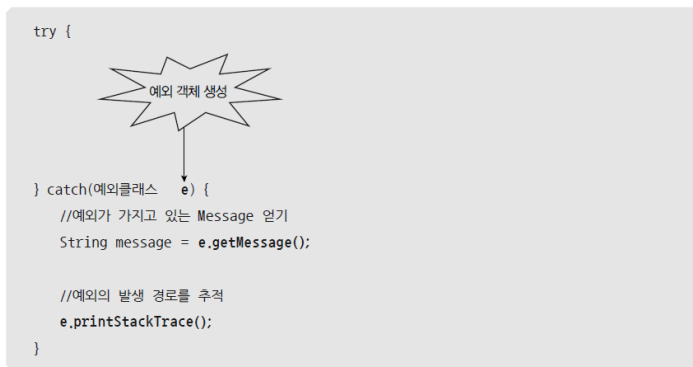 try {
예외 객체 생성
} catch(예외클래스 e) {
//예외가 가지고 있는 Message 얻기
String message = e.getMessage();
//예외의 발생 경로를 추적
e.printStackTrace();
}